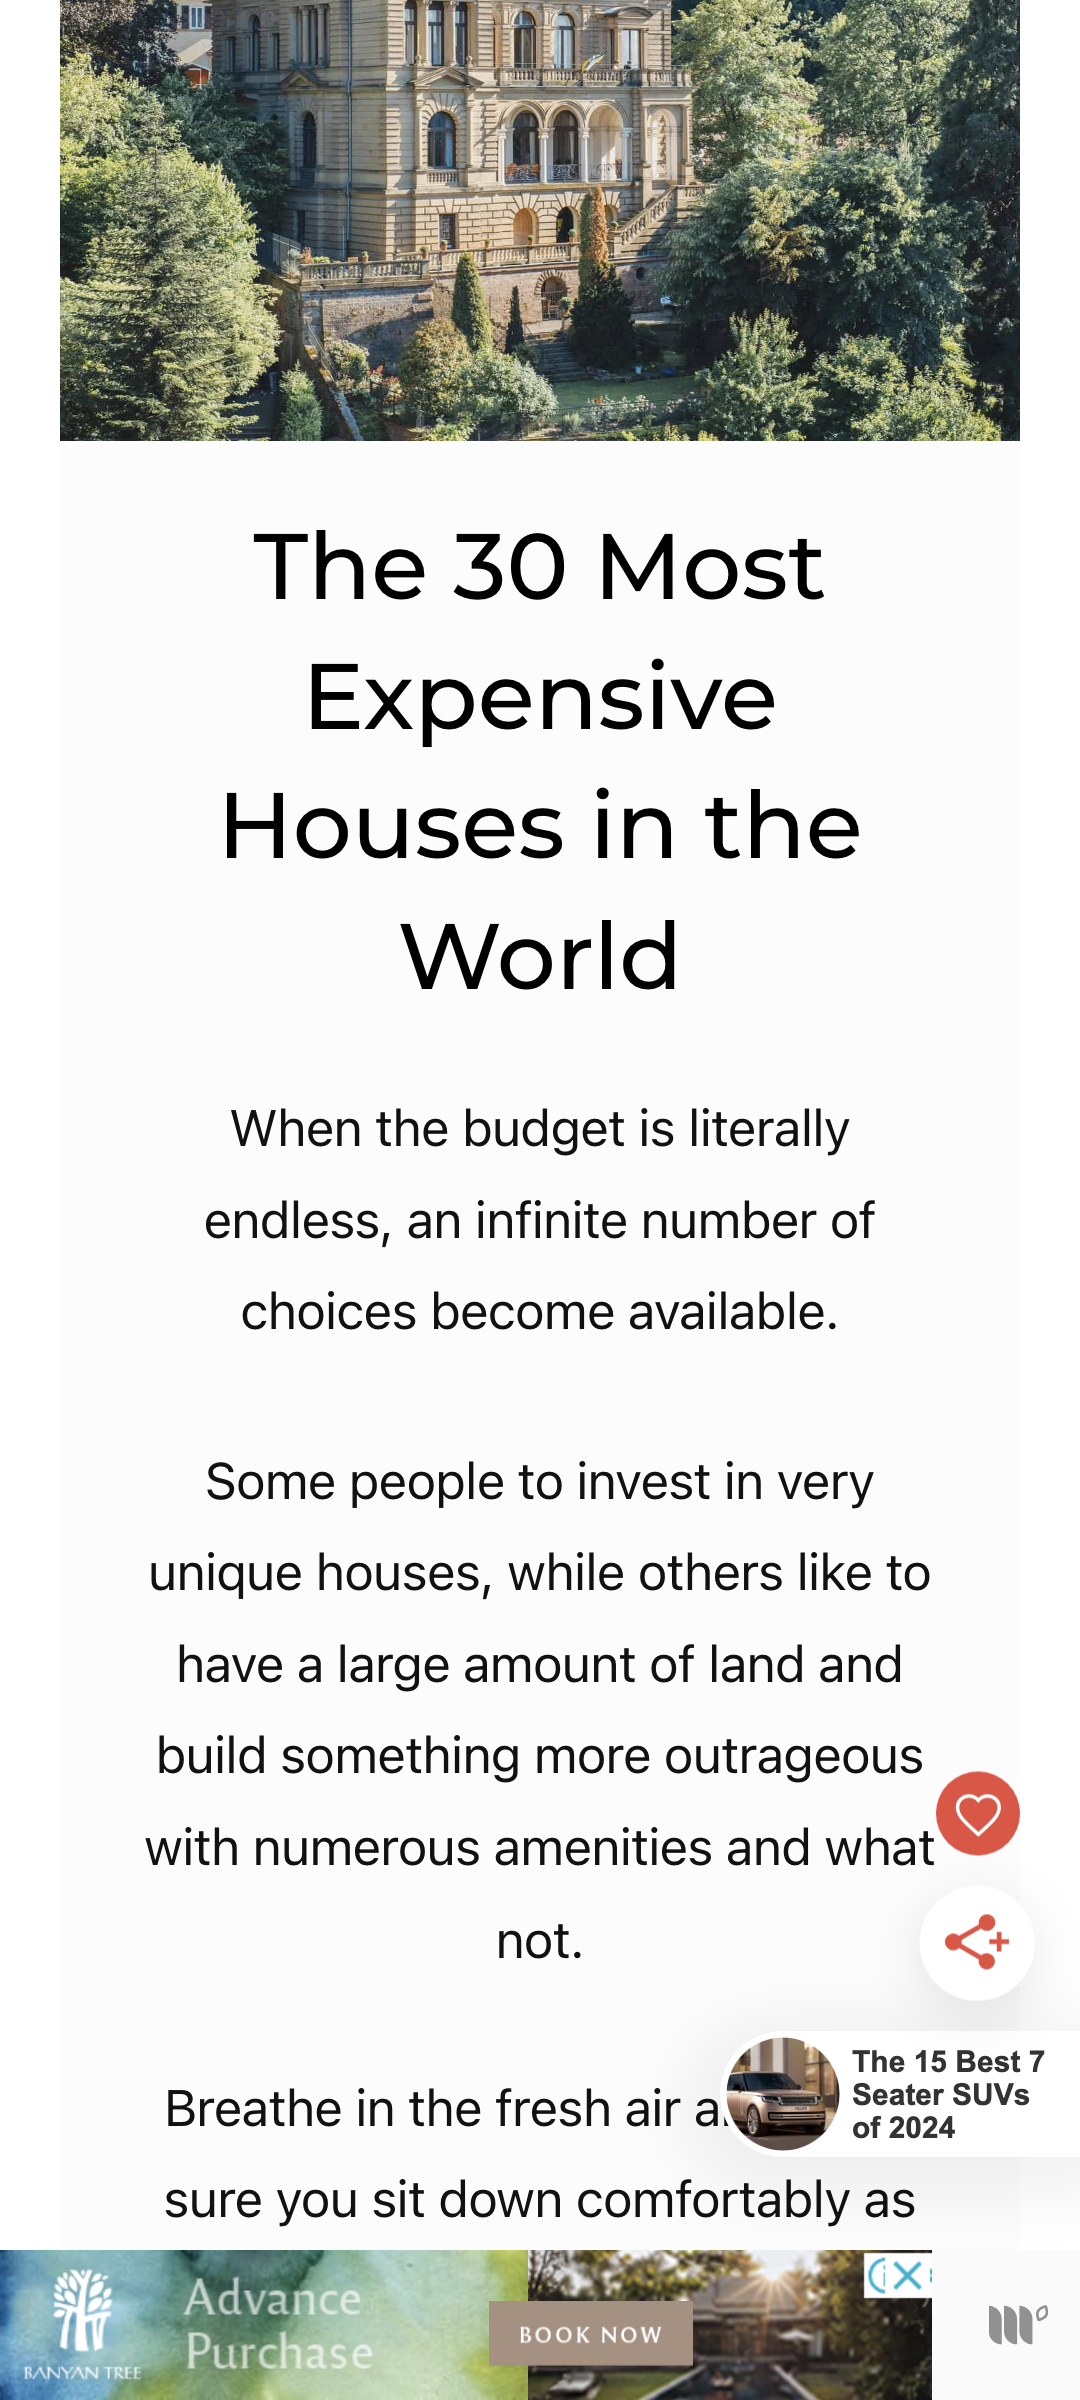 The 30 Most
Expensive
Houses in the
World
When the budget is literally
endless, an infinite number of
choices become available.
Some people to invest in very
unique houses, while others like to
have a large amount of land and
build something more outrageous
with numerous amenities and what
not.
Breathe in the fresh air
sure you sit down comfortably as
The 15 Best 7
Seater SUVs
of 2024
BANYAN TREE
Advance
Purchase
BOOK NOW